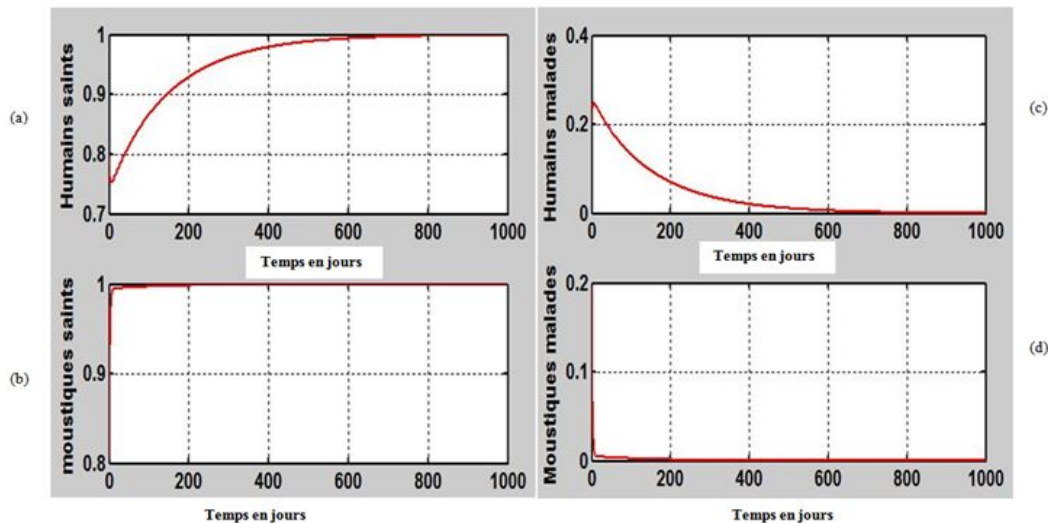 (a)
Humains saints
1
0.9
0.8
0.7
0 200 400 600 800 1000
Temps en jours
(c)
Humains malades
0.4
0.2
0
0 200 400 600 800 1000
Temps en jours
(b)
moustiques saints
1
0.9
0.8
0 200 400 600 800 1000
Temps en jours
(d)
Moustiques malades
0.2
0.1
0
0 200 400 600 800 1000
Temps en jours